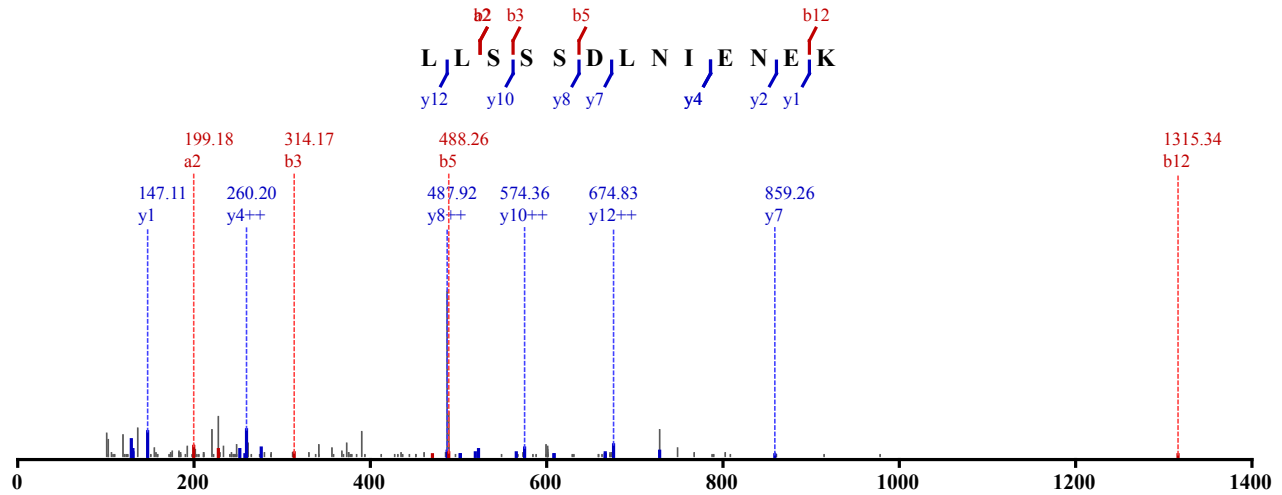 b2 b3 b5 b12
L L S S S D L N I E N E K
y12 y10 y8 y7 y4 y2 y1
199.18 314.17 488.26 1315.34
a2 b3 b5 b12
147.11 260.20 487.92 574.36 674.83 859.26
y1 y4++ y8++ y10++ y12++ y7
0 200 400 600 800 1000 1200 1400